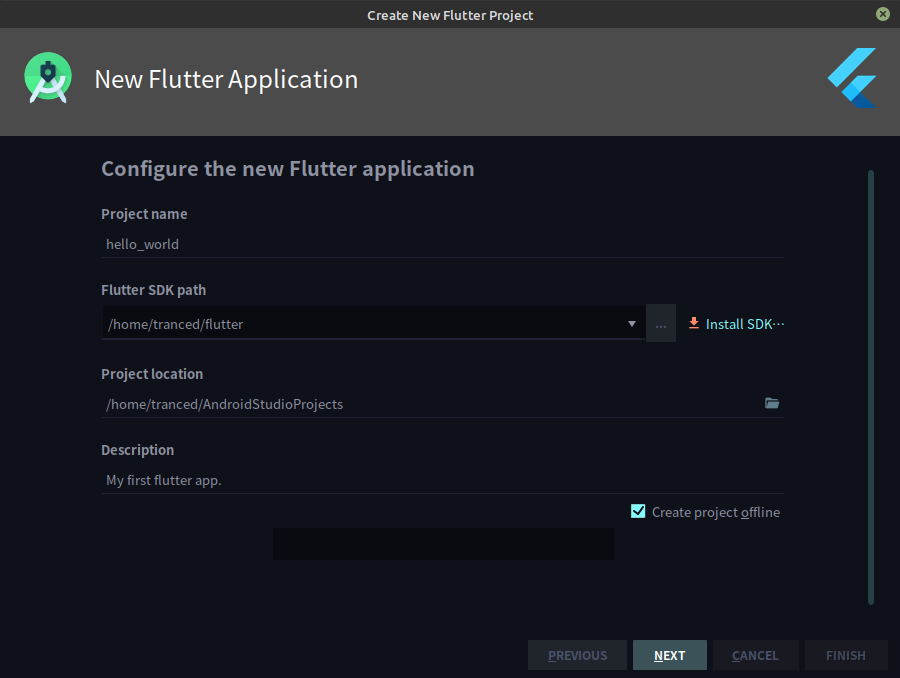 Create New Flutter Project
New Flutter Application
Configure the new Flutter application
Project name
hello_world
Flutter SDK path
/home/tranced/flutter
...
Install SDK...
Project location
/home/tranced/AndroidStudioProjects
Description
My first flutter app.
Create project offline
PREVIOUS NEXT CANCEL FINISH